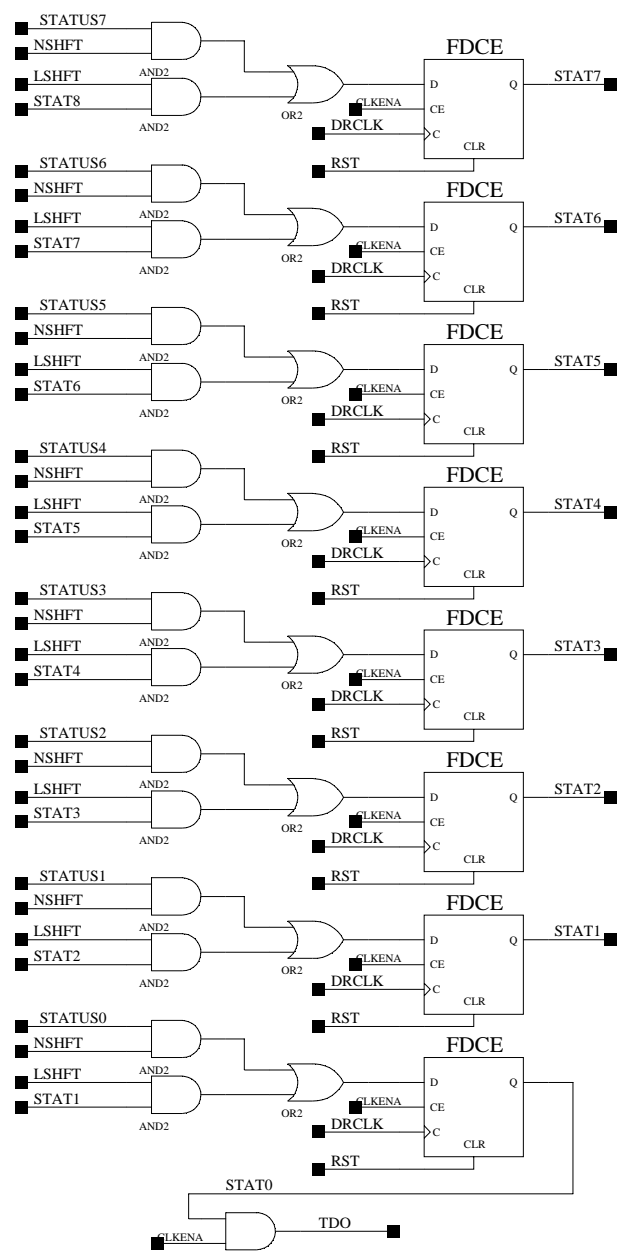 STATUS7
FDCE
NSHFT
AND2
LSHFT
D Q STAT7
STAT8
OR2
CLKENA CE
AND2
DRCLK C
CLR
RST
STATUS6
FDCE
NSHFT
AND2
LSHFT
D Q STAT6
STAT7
OR2
CLKENA CE
AND2
DRCLK C
CLR
RST
STATUS5
FDCE
NSHFT
AND2
LSHFT
D Q STAT5
STAT6
OR2
CLKENA CE
AND2
DRCLK C
CLR
RST
STATUS4
FDCE
NSHFT
AND2
LSHFT
D Q STAT4
STAT5
OR2
CLKENA CE
AND2
DRCLK C
CLR
RST
STATUS3
FDCE
NSHFT
AND2
LSHFT
D Q STAT3
STAT4
OR2
CLKENA CE
AND2
DRCLK C
CLR
RST
STATUS2
FDCE
NSHFT
AND2
LSHFT
D Q STAT2
STAT3
OR2
CLKENA CE
AND2
DRCLK C
CLR
RST
STATUS1
FDCE
NSHFT
AND2
LSHFT
D Q STAT1
STAT2
OR2
CLKENA CE
AND2
DRCLK C
CLR
RST
STATUS0
FDCE
NSHFT
AND2
LSHFT
D Q
STAT1
OR2
CLKENA CE
AND2
DRCLK C
CLR
RST
STAT0
TDO
CLKENA